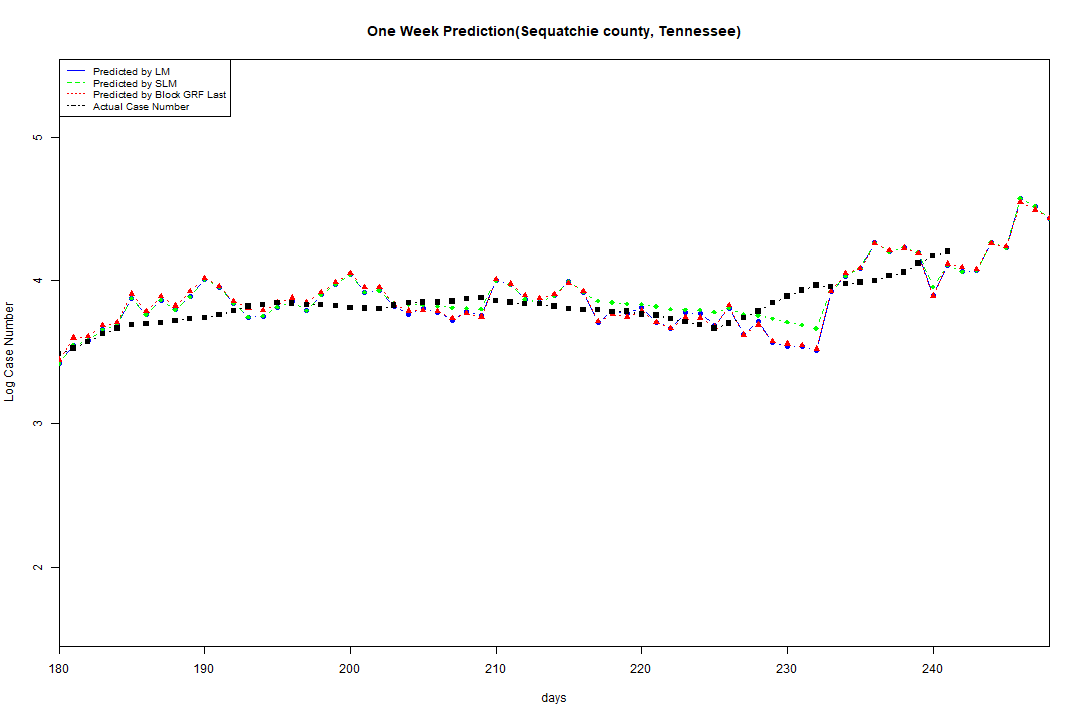 One Week Prediction(Sequatchie county, Tennessee)
Predicted by LM
Predicted by SLM
Predicted by Block GRF Last
Actual Case Number
5
4
3
2
Log Case Number
180 190 200 210 220 230 240
days